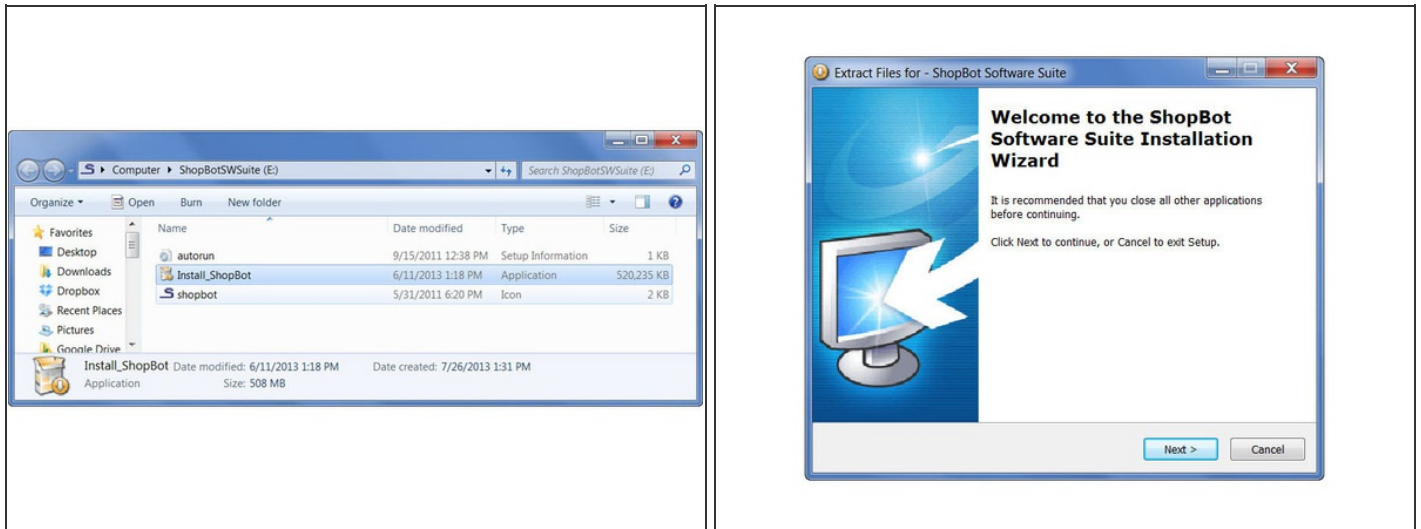 Computer ▸ ShopBotSWSuite (E:)
Search ShopBotSWSuite (E:)
Organize Open Burn New folder
Favorites
Desktop
Downloads
Dropbox
Recent Places
Pictures
Google Drive
Name Date modified Type Size
autorun 9/15/2011 12:38 PM Setup Information 1 KB
Install_ShopBot 6/11/2013 1:18 PM Application 520,235 KB
shopbot 5/31/2011 6:20 PM Icon 2 KB
Install_ShopBot Date modified: 6/11/2013 1:18 PM Date created: 7/26/2013 1:31 PM
Application Size: 508 MB
Extract Files for - ShopBot Software Suite
Welcome to the ShopBot
Software Suite Installation
Wizard
It is recommended that you close all other applications
before continuing.
Click Next to continue, or Cancel to exit Setup.
Next >
Cancel